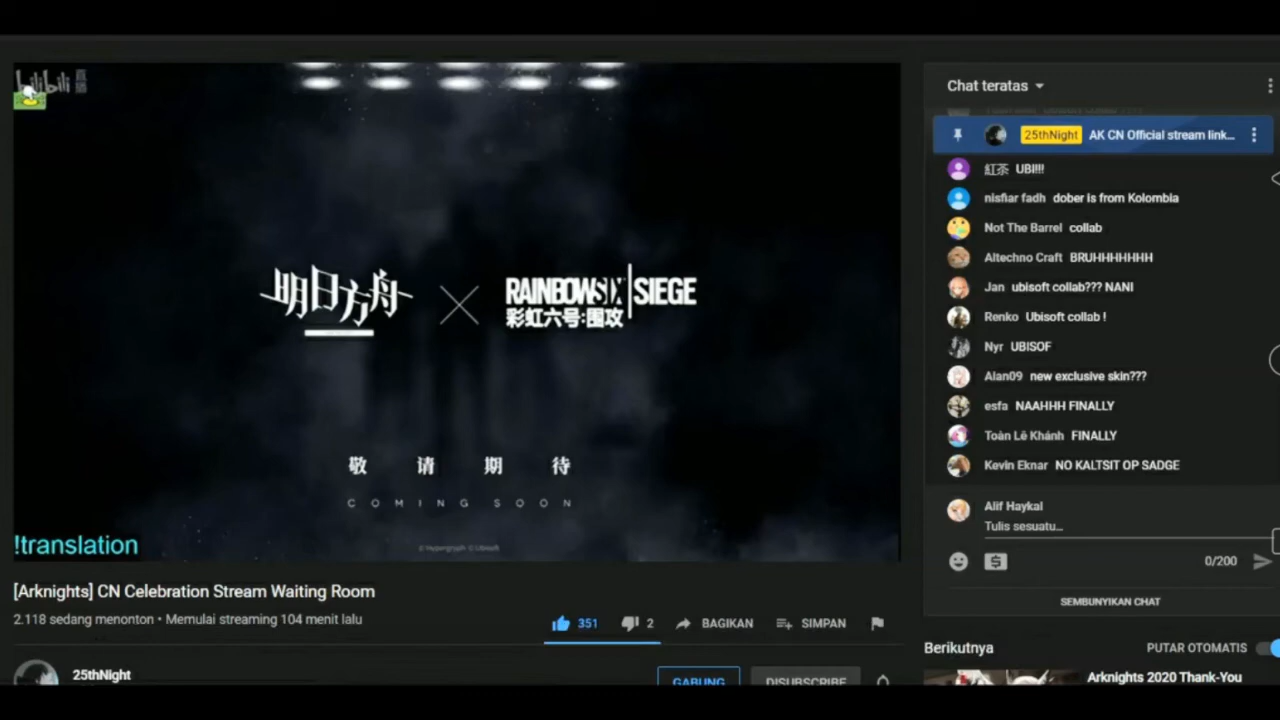 bilibili 直播
明日方舟
RAINBOWSIX | SIEGE
彩虹六号:围攻
敬 请 期 待
COMING SOON
© Hypergryph © Ubisoft
!translation
[Arknights] CN Celebration Stream Waiting Room
2.118 sedang menonton • Memulai streaming 104 menit lalu
351
2
BAGIKAN
SIMPAN
25thNight
GABUNG
DISUBSCRIBE
Chat teratas
25thNight AK CN Official stream link...
紅茶 UBI!!!
nisfiar fadh dober is from Kolombia
Not The Barrel collab
Altechno Craft BRUHHHHHHH
Jan ubisoft collab??? NANI
Renko Ubisoft collab !
Nyr UBISOF
Alan09 new exclusive skin???
esfa NAAHHH FINALLY
Toàn Lê Khánh FINALLY
Kevin Eknar NO KALTSIT OP SADGE
Alif Haykal
Tulis sesuatu...
0/200
SEMBUNYIKAN CHAT
Berikutnya
PUTAR OTOMATIS
Arknights 2020 Thank-You